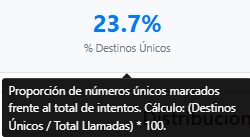 23.7%
% Destinos Únicos
Proporción de números únicos marcados
frente al total de intentos. Cálculo: (Destinos
Únicos / Total Llamadas) * 100.